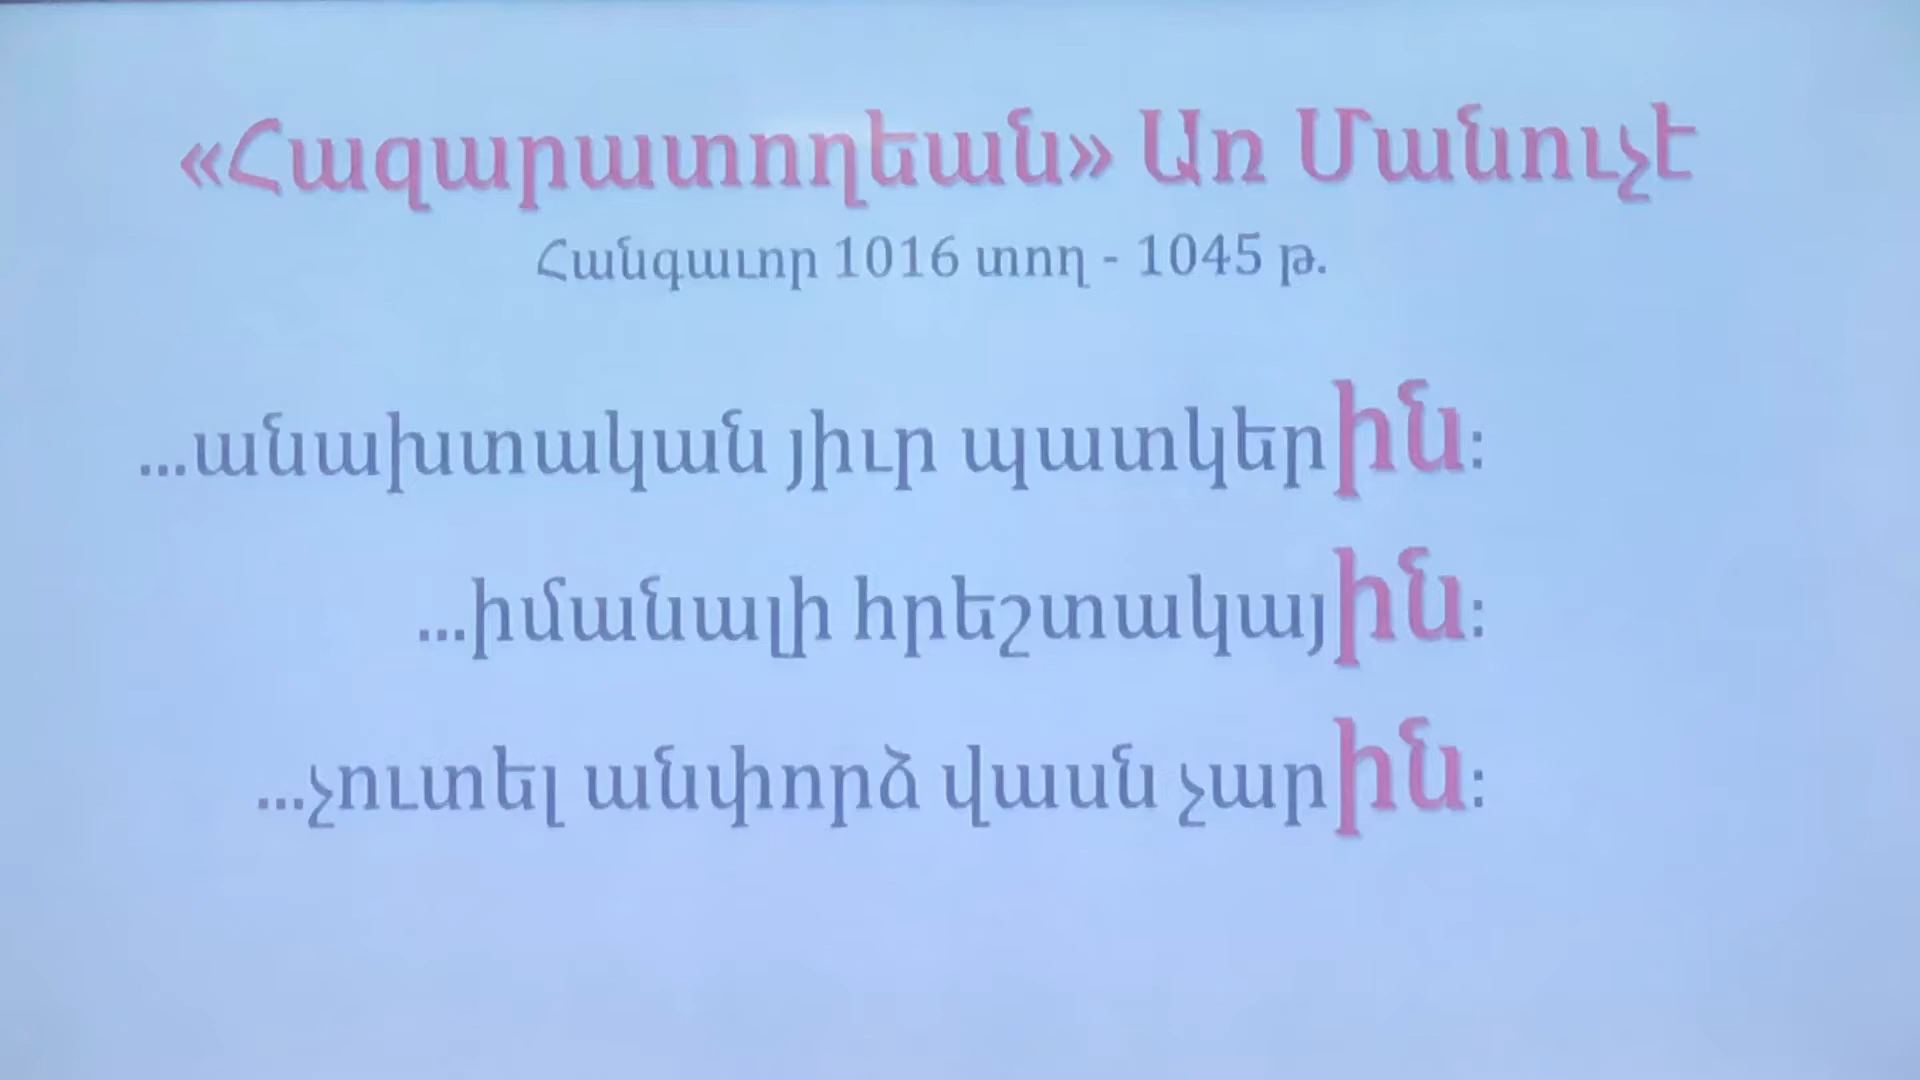 «Հազարատողեան» Առ Մանուչէ
Հանգաւոր 1016 տող - 1045 թ.
...անախտական յիւր պատկերին:
...իմանալի հրեշտակային:
...չուտել անփորձ վասն չարին: